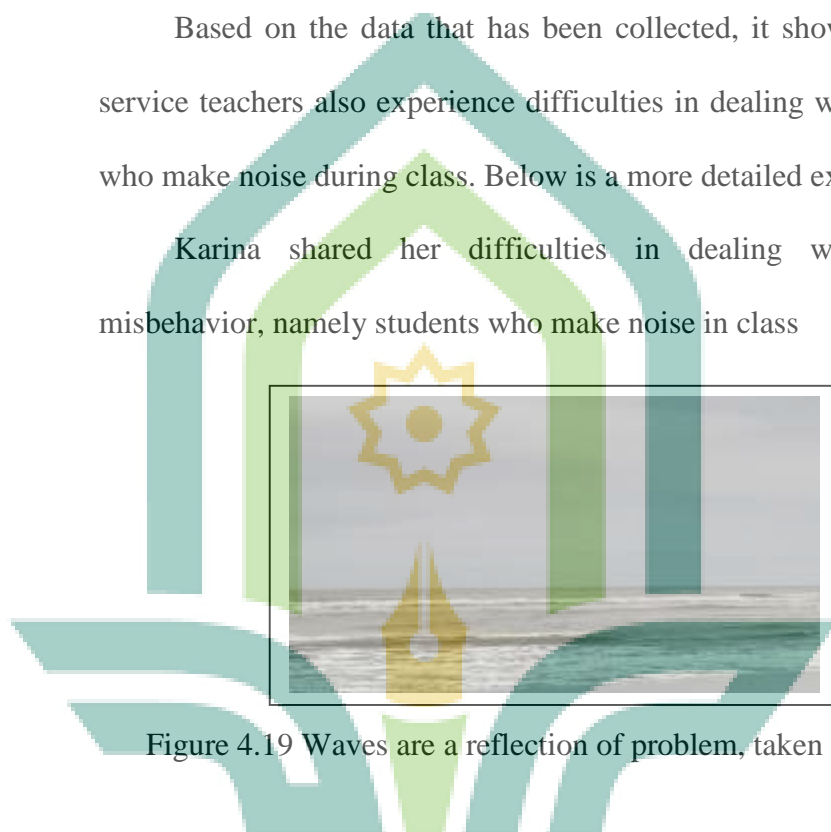 Based on the data that has been collected, it show
service teachers also experience difficulties in dealing w
who make noise during class. Below is a more detailed ex
Karina shared her difficulties in dealing w
misbehavior, namely students who make noise in class
Figure 4.19 Waves are a reflection of problem, taken